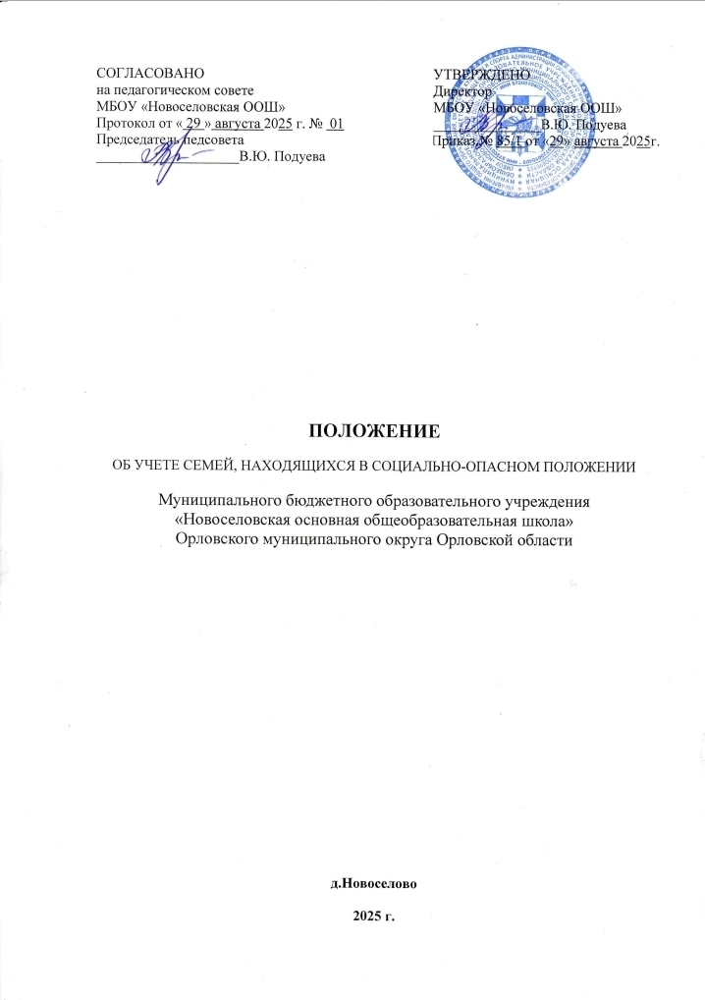 СОГЛАСОВАНО
на педагогическом совете
МБОУ «Новоселовская ООШ»
Протокол от « 29 » августа 2025 г. № 01
Председатель педсовета
____________________В.Ю. Подуева
УТВЕРЖДЕНО
Директор
МБОУ «Новоселовская ООШ»
_______________В.Ю. Подуева
Приказ № 85/1 от «29» августа 2025г.
ПОЛОЖЕНИЕ
ОБ УЧЕТЕ СЕМЕЙ, НАХОДЯЩИХСЯ В СОЦИАЛЬНО-ОПАСНОМ ПОЛОЖЕНИИ
Муниципального бюджетного образовательного учреждения
«Новоселовская основная общеобразовательная школа»
Орловского муниципального округа Орловской области
д.Новоселово
2025 г.